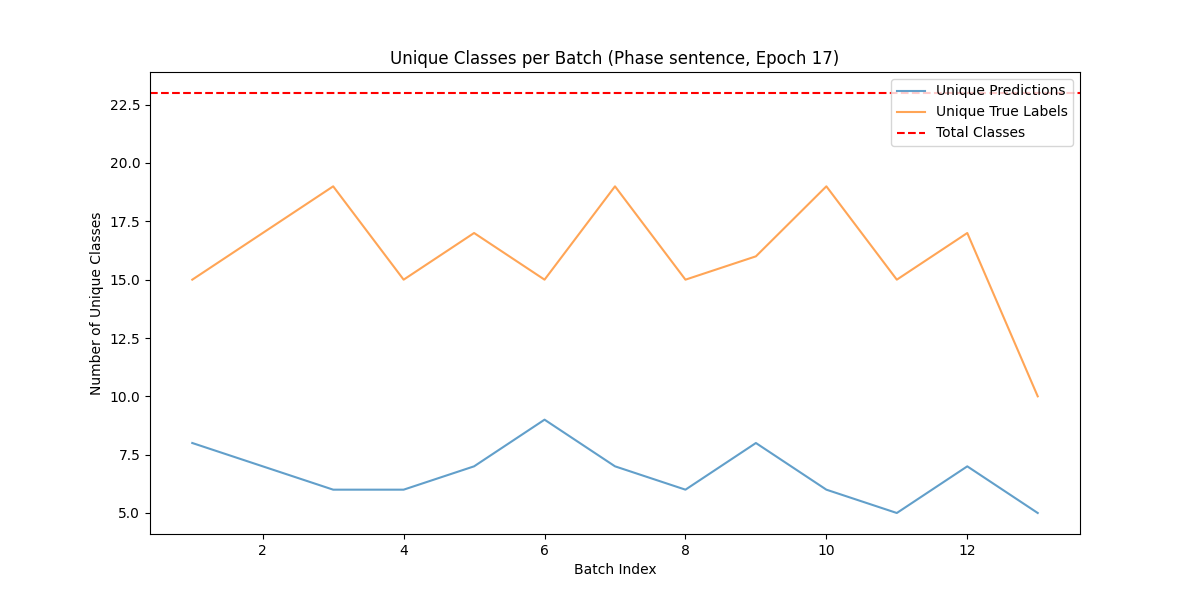 Unique Classes per Batch (Phase sentence, Epoch 17)
Unique Predictions
Unique True Labels
Total Classes
Number of Unique Classes
22.5
20.0
17.5
15.0
12.5
10.0
7.5
5.0
2 4 6 8 10 12
Batch Index